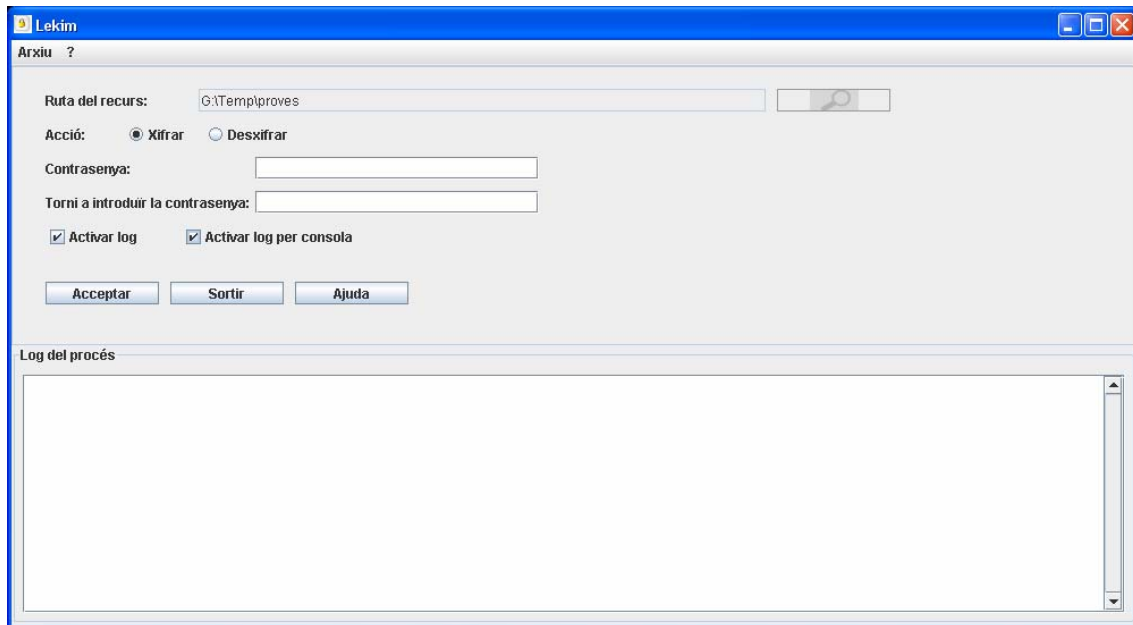 Lekim
Arxiu ?
Ruta del recurs: G:\Temp\proves
Acció: Xifrar Desxifrar
Contrasenya:
Torni a introduïr la contrasenya:
Activar log Activar log per consola
Acceptar Sortir Ajuda
Log del procés